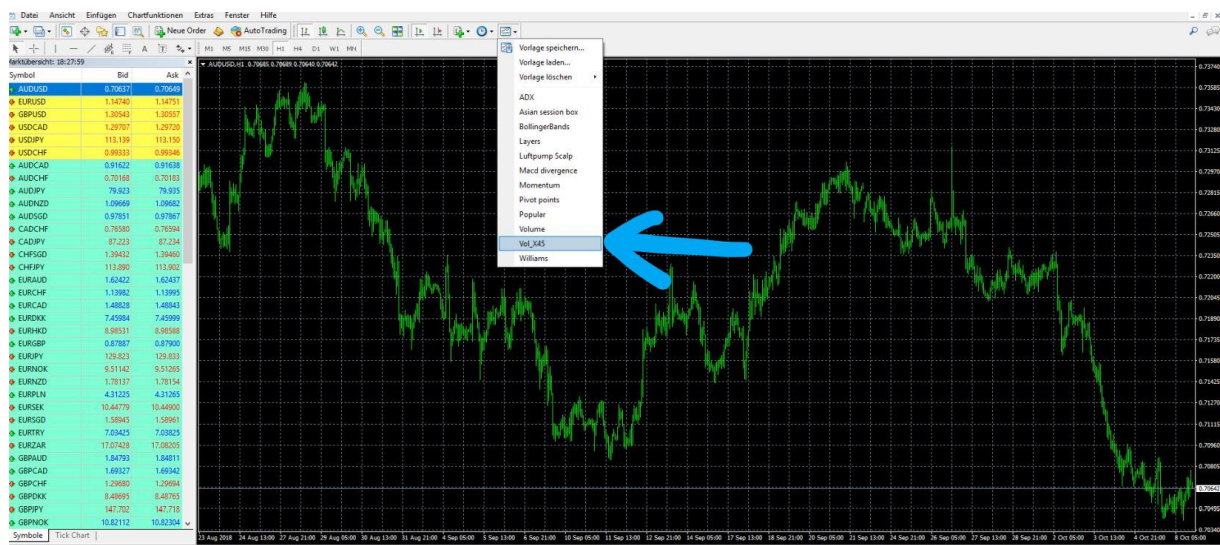 Datei Ansicht Einfügen Chartfunktionen Extras Fenster Hilfe
Neue Order AutoTrading
A T M1 M5 M15 M30 H1 H4 D1 W1 MN
Marktübersicht: 18:27:59
Symbol Bid Ask
AUDUSD 0.70637 0.70649
EURUSD 1.14740 1.14751
GBPUSD 1.30543 1.30557
USDCAD 1.29707 1.29720
USDJPY 113.139 113.150
USDCHF 0.99333 0.99346
AUDCAD 0.91622 0.91638
AUDCHF 0.70168 0.70183
AUDJPY 79.923 79.935
AUDNZD 1.09669 1.09682
AUDSGD 0.97851 0.97867
CADCHF 0.76580 0.76594
CADJPY 87.223 87.234
CHFSGD 1.39432 1.39460
CHFJPY 113.890 113.902
EURAUD 1.62422 1.62437
EURCHF 1.13982 1.13995
EURCAD 1.48828 1.48843
EURDKK 7.45984 7.45999
EURHKD 8.98531 8.98588
EURGBP 0.87887 0.87900
EURJPY 129.823 129.833
EURNOK 9.51142 9.51265
EURNZD 1.78137 1.78154
EURPLN 4.31225 4.31265
EURSEK 10.44779 10.44900
EURSGD 1.58945 1.58961
EURTRY 7.03425 7.03825
EURZAR 17.07428 17.08205
GBPAUD 1.84793 1.84811
GBPCAD 1.69327 1.69342
GBPCHF 1.29680 1.29694
GBPDKK 8.48695 8.48765
GBPJPY 147.702 147.718
GBPNOK 10.82112 10.82304
Symbole Tick Chart
AUDUSD,H1 0.70685 0.70689 0.70640 0.70642
Vorlage speichern...
Vorlage laden...
Vorlage löschen
ADX
Asian session box
BollingerBands
Layers
Luftpump Scalp
Macd divergence
Momentum
Pivot points
Popular
Volume
Vol_X45
Williams
0.73740
0.73585
0.73430
0.73280
0.73125
0.72970
0.72815
0.72660
0.72505
0.72350
0.72200
0.72045
0.71890
0.71735
0.71580
0.71425
0.71270
0.71115
0.70960
0.70805
0.70642
0.70495
0.70340
23 Aug 2018 24 Aug 13:00 27 Aug 21:00 29 Aug 05:00 30 Aug 13:00 31 Aug 21:00 4 Sep 05:00 5 Sep 13:00 6 Sep 21:00 10 Sep 05:00 11 Sep 13:00 12 Sep 21:00 14 Sep 05:00 17 Sep 13:00 18 Sep 21:00 20 Sep 05:00 21 Sep 13:00 24 Sep 21:00 26 Sep 05:00 27 Sep 13:00 28 Sep 21:00 2 Oct 05:00 3 Oct 13:00 4 Oct 21:00 8 Oct 05:00